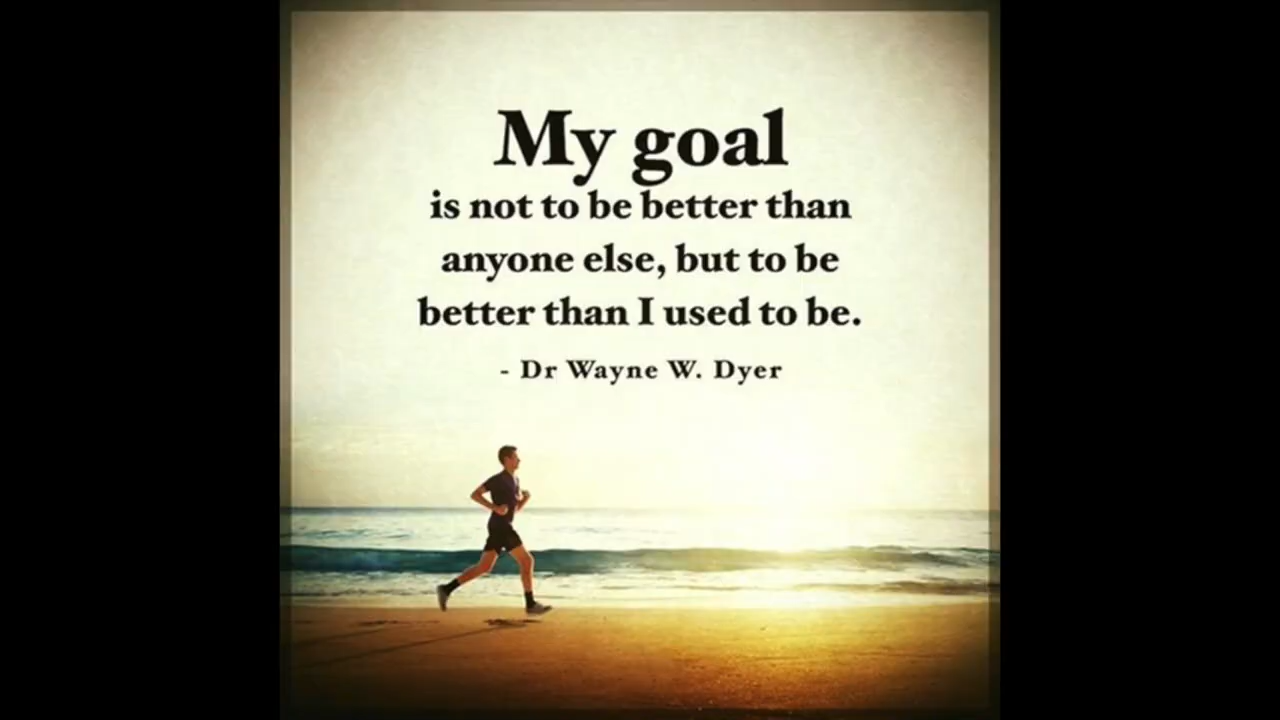 My goal
is not to be better than
anyone else, but to be
better than I used to be.
- Dr Wayne W. Dyer